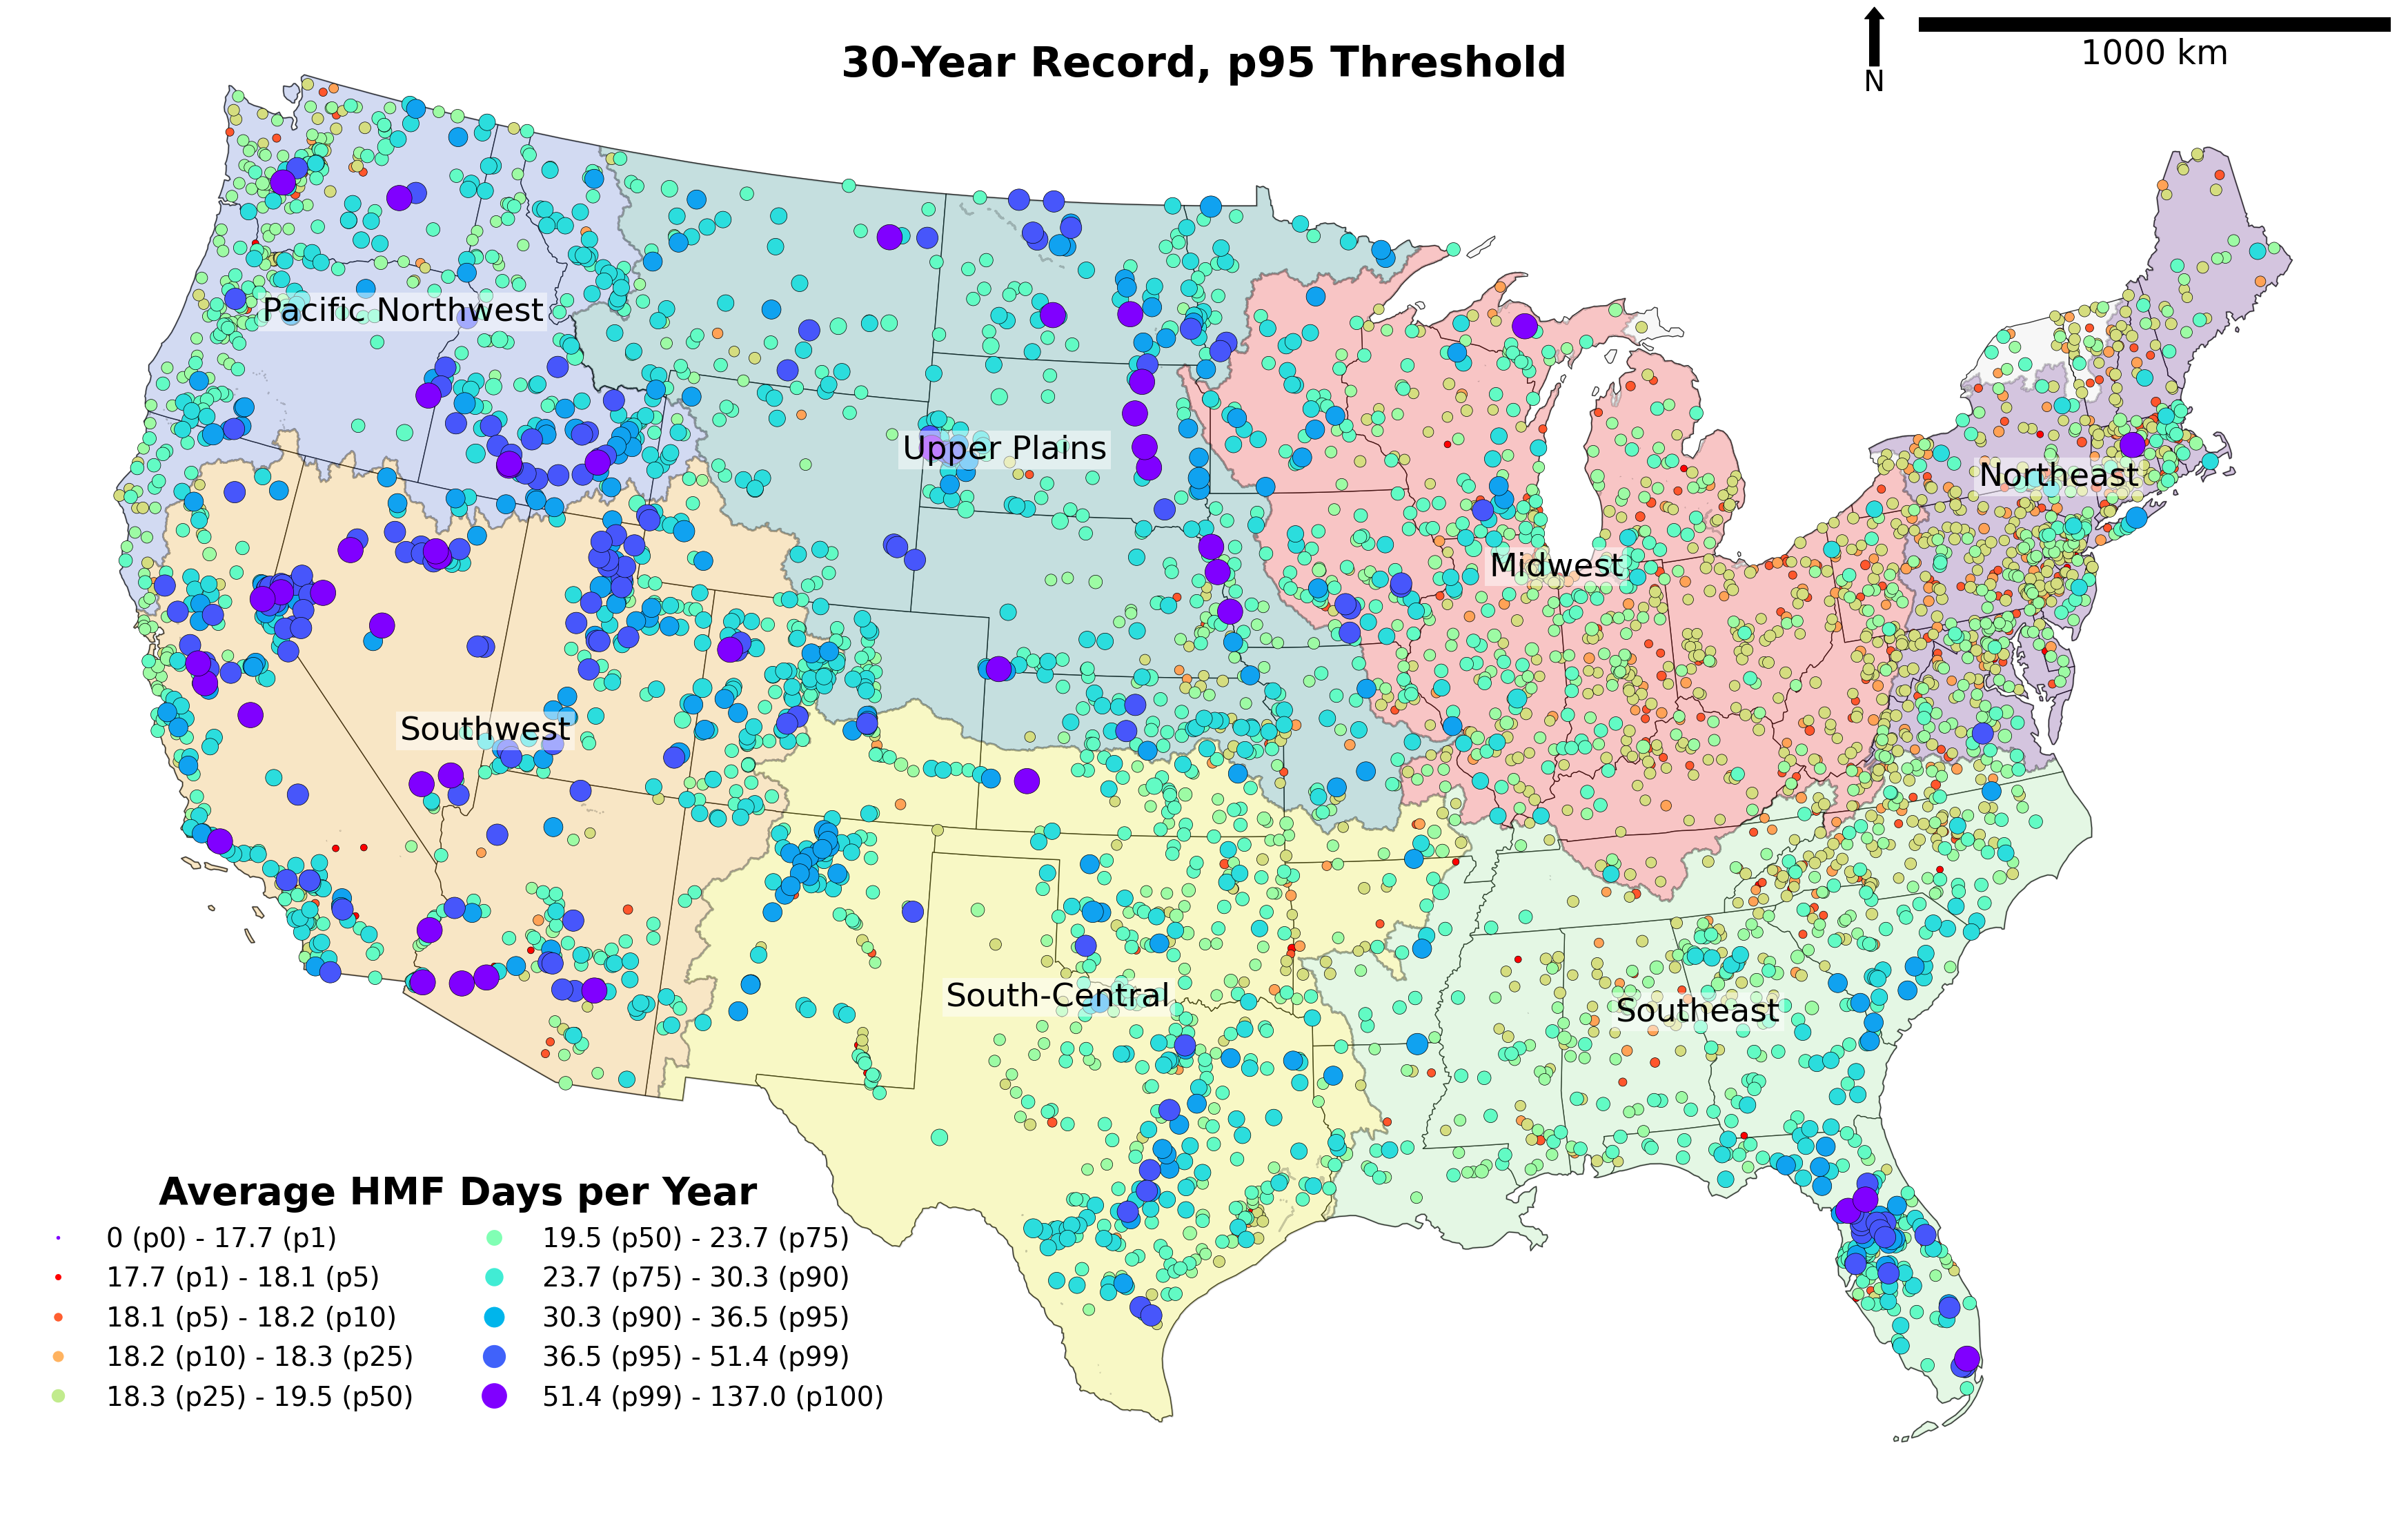 30-Year Record, p95 Threshold
N
1000 km
Pacific Northwest
Upper Plains
Northeast
Midwest
Southwest
South-Central
Southeast
Average HMF Days per Year
0 (p0) - 17.7 (p1)
17.7 (p1) - 18.1 (p5)
18.1 (p5) - 18.2 (p10)
18.2 (p10) - 18.3 (p25)
18.3 (p25) - 19.5 (p50)
19.5 (p50) - 23.7 (p75)
23.7 (p75) - 30.3 (p90)
30.3 (p90) - 36.5 (p95)
36.5 (p95) - 51.4 (p99)
51.4 (p99) - 137.0 (p100)